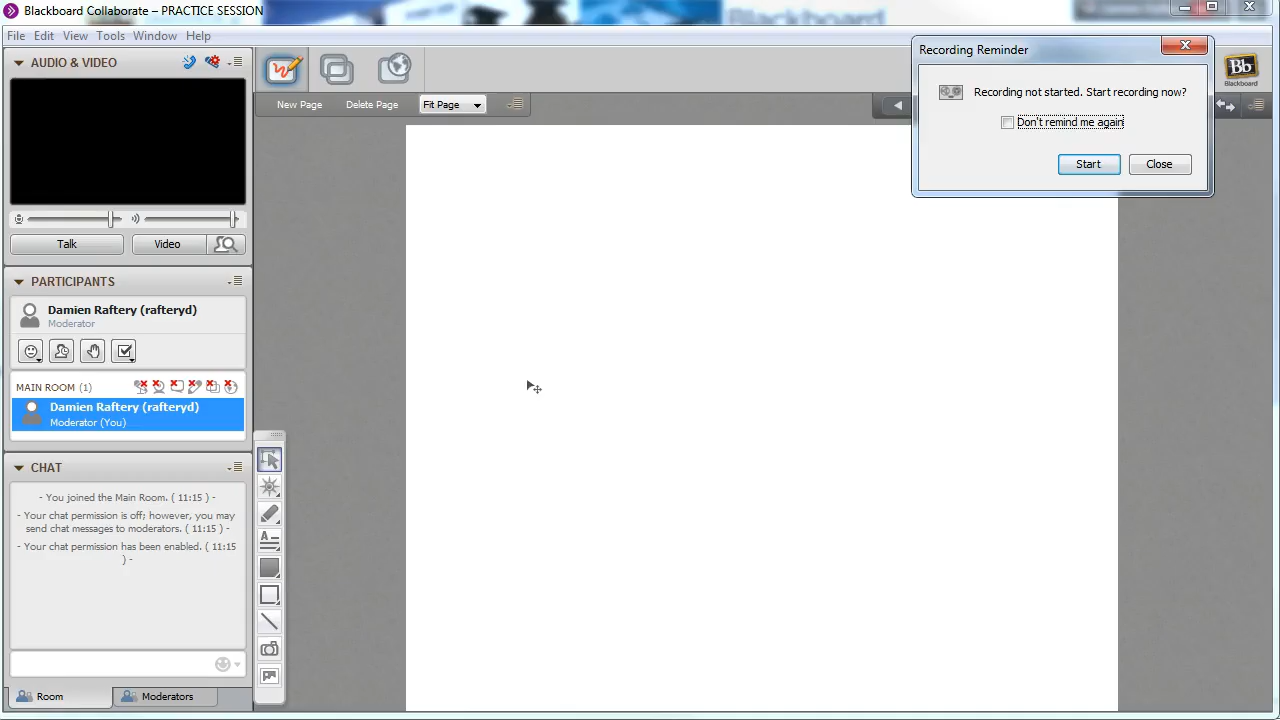 Blackboard Collaborate – PRACTICE SESSION
Blackboard
File Edit View Tools Window Help
Recording Reminder
AUDIO & VIDEO
Bb
Blackboard
Recording not started. Start recording now?
New Page Delete Page Fit Page
Don't remind me again
Start Close
Talk Video
PARTICIPANTS
Damien Raftery (rafteryd)
Moderator
MAIN ROOM (1)
Damien Raftery (rafteryd)
Moderator (You)
CHAT
- You joined the Main Room. ( 11:15 ) -
- Your chat permission is off; however, you may
send chat messages to moderators. ( 11:15 ) -
- Your chat permission has been enabled. ( 11:15
) -
Room Moderators